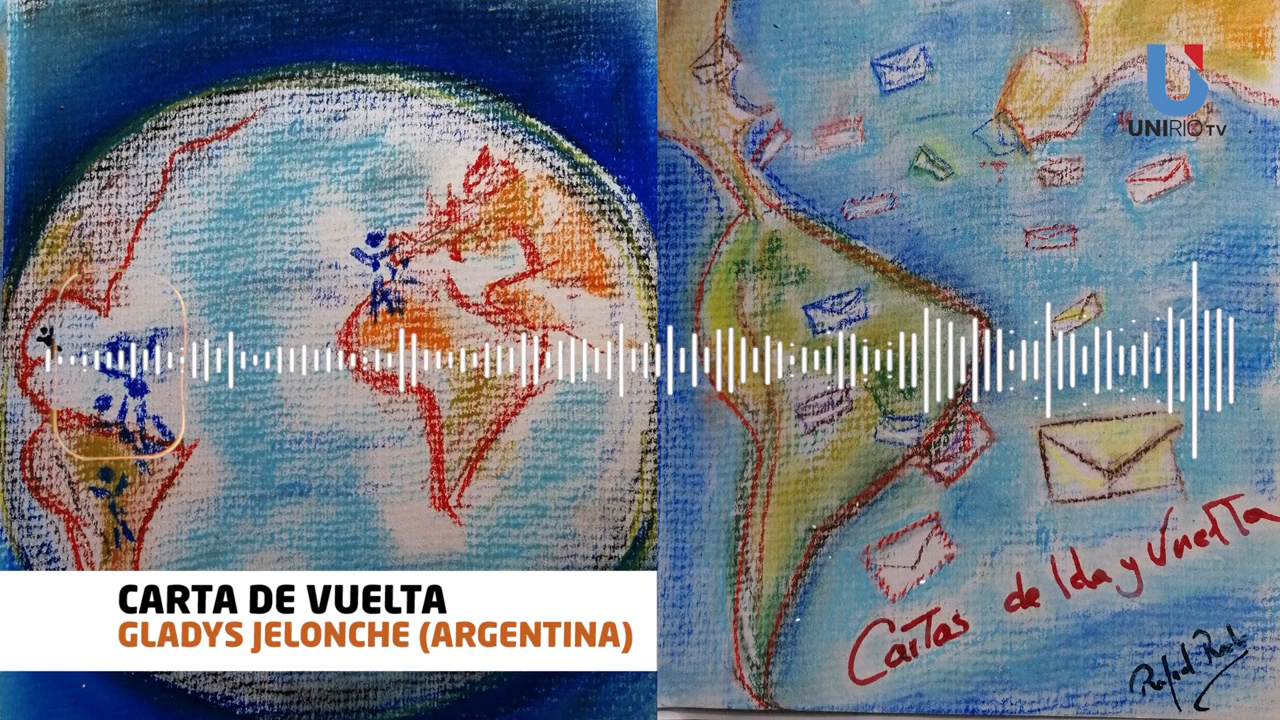 UNIRIO TV
CARTA DE VUELTA
GLADYS JELONCHE (ARGENTINA)
Cartas de Ida y Vuelta